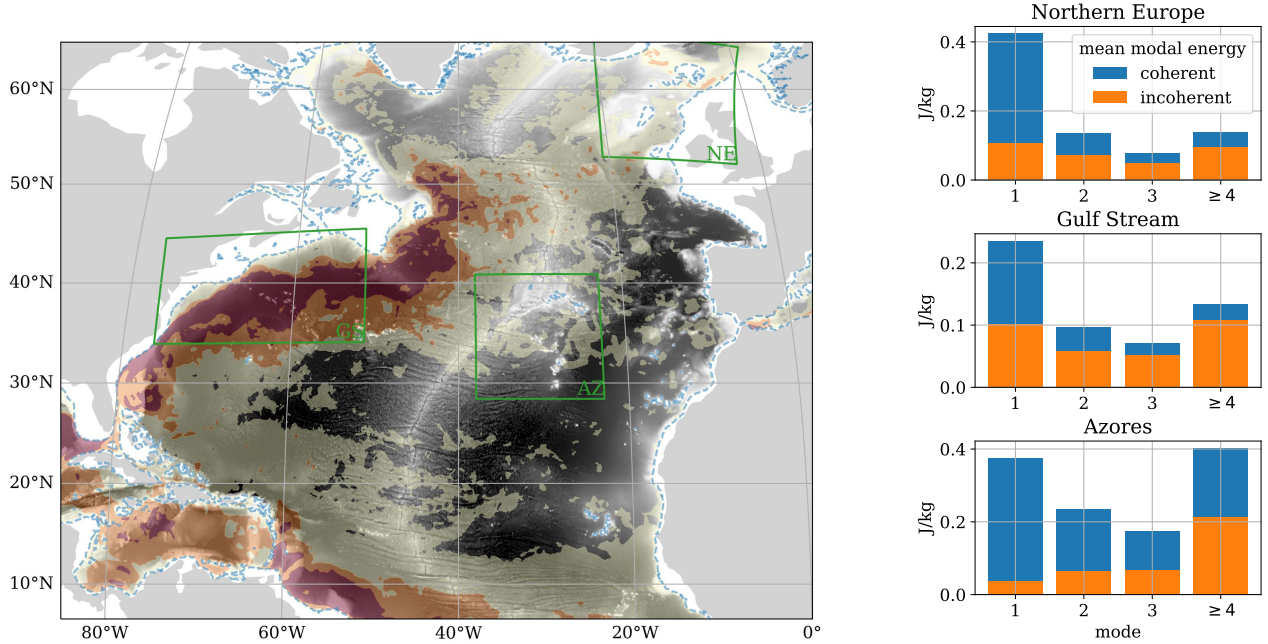 60°N
50°N
40°N
30°N
20°N
10°N
80°W
60°W
40°W
20°W
0°
NE
GS
AZ
Northern Europe
mean modal energy
coherent
incoherent
J/kg
0.4
0.2
0.0
1
2
3
≥ 4
Gulf Stream
J/kg
0.2
0.1
0.0
1
2
3
≥ 4
Azores
J/kg
0.4
0.2
0.0
1
2
3
≥ 4
mode